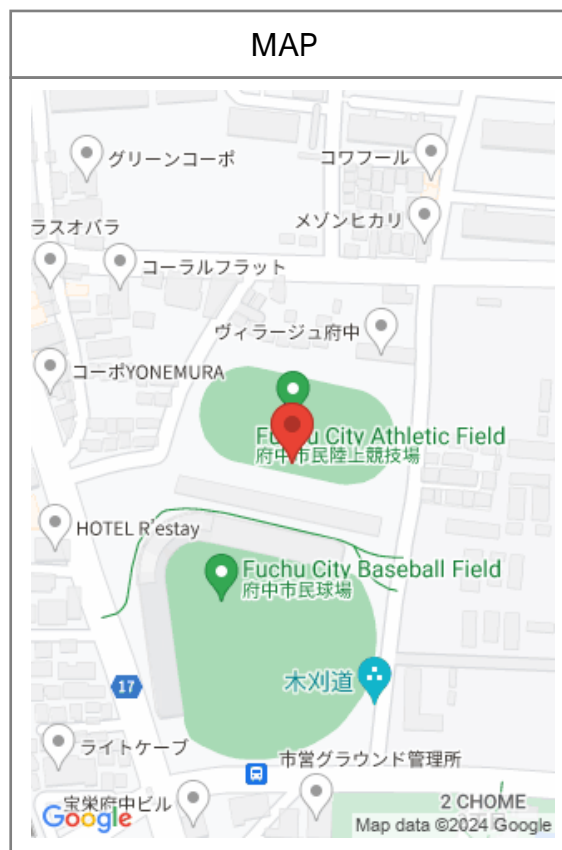 MAP
グリーンコーポ
コワフール
メゾンヒカリ
ラスオバラ
コーラルフラット
ヴィラージュ府中
コーポYONEMURA
Fuchu City Athletic Field
府中市民陸上競技場
HOTEL R'estay
Fuchu City Baseball Field
府中市民球場
木刈道
17
ライトケーブ
市営グラウンド管理所
宝栄府中ビル
2 CHOME
Google
Map data ©2024 Google